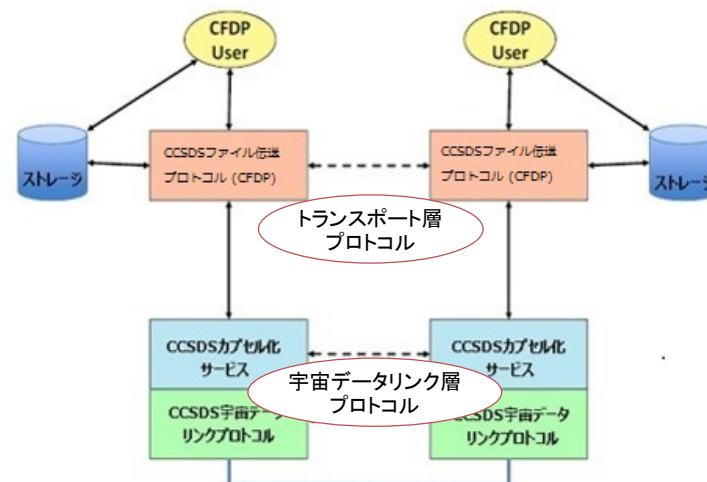 CFDP
User
CFDP
User
CCSDSファイル伝送
プロトコル (CFDP)
CCSDSファイル伝送
プロトコル (CFDP)
ストレージ
ストレージ
トランスポート層
プロトコル
CCSDSカプセル化
サービス
CCSDSカプセル化
サービス
宇宙データリンク層
プロトコル
CCSDS宇宙データ
リンクプロトコル
CCSDS宇宙データ
リンクプロトコル